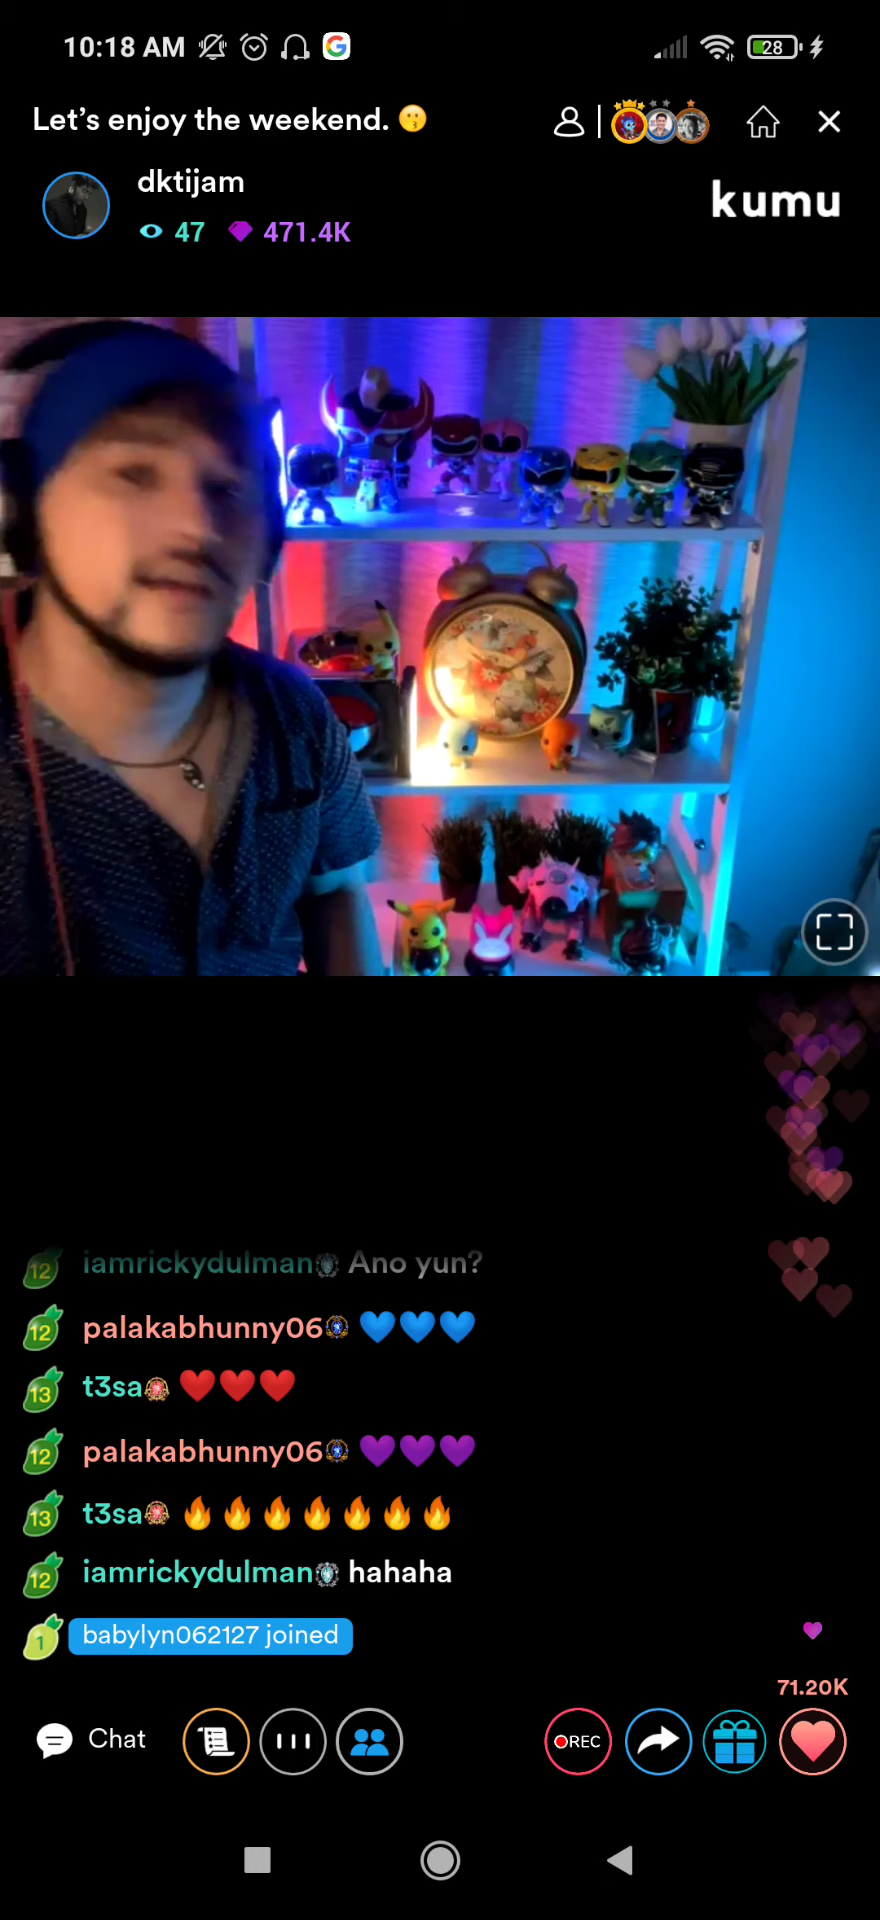 10:18 AM
28
Let's enjoy the weekend. 😗
dktijam
47 471.4K
kumu
12 iamrickydulman Ano yun?
12 palakabhunny06 💙💙💙
13 t3sa ❤️❤️❤️
12 palakabhunny06 💜💜💜
13 t3sa 🔥🔥🔥🔥🔥🔥🔥
12 iamrickydulman hahaha
1 babylyn062127 joined
71.20K
Chat
REC